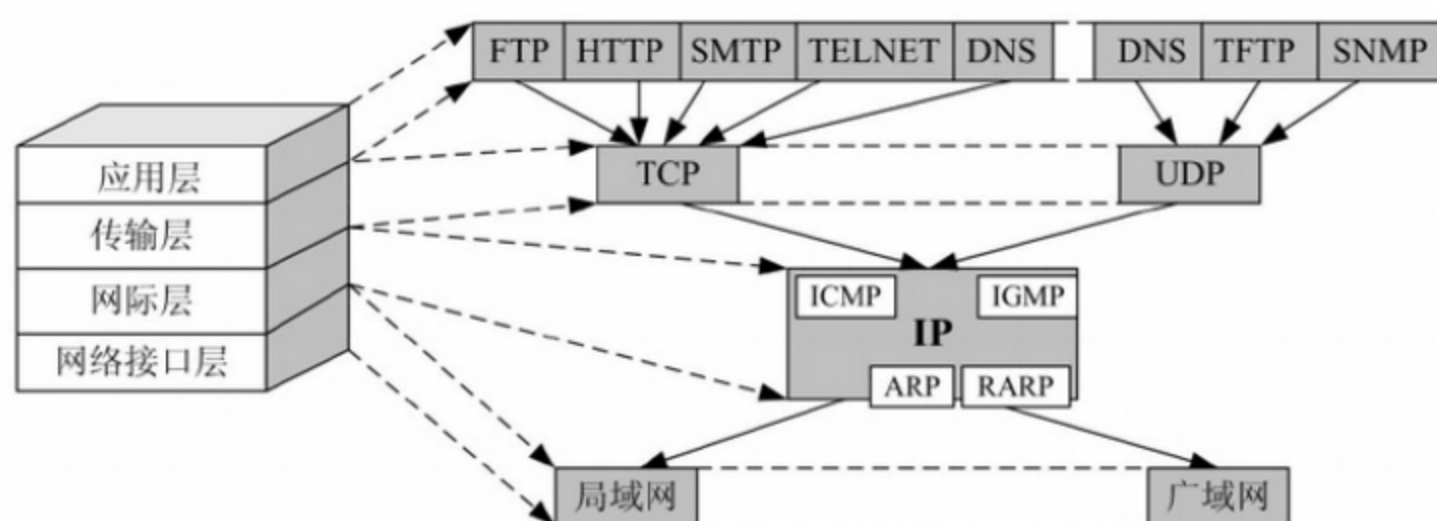 FTP HTTP SMTP TELNET DNS DNS TFTP SNMP
应用层
TCP UDP
传输层
ICMP IGMP
网际层
IP
网络接口层
ARP RARP
局域网 广域网